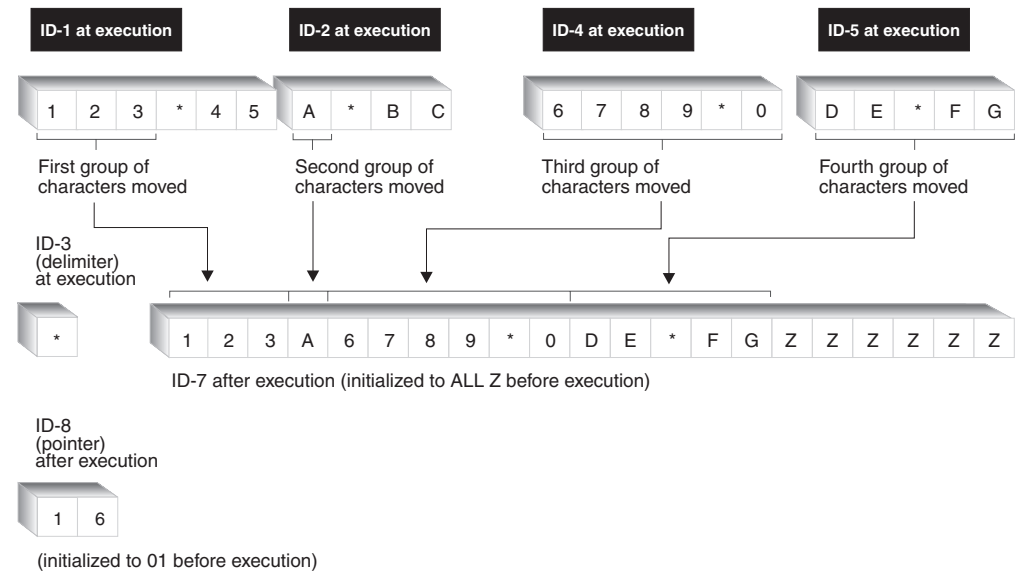 ID-1 at execution
ID-2 at execution
ID-4 at execution
ID-5 at execution
1 2 3 * 4 5
A * B C
6 7 8 9 * 0
D E * F G
First group of
characters moved
Second group of
characters moved
Third group of
characters moved
Fourth group of
characters moved
ID-3
(delimiter)
at execution
*
1 2 3 A 6 7 8 9 * 0 D E * F G Z Z Z Z Z Z
ID-7 after execution (initialized to ALL Z before execution)
ID-8
(pointer)
after execution
1 6
(initialized to 01 before execution)